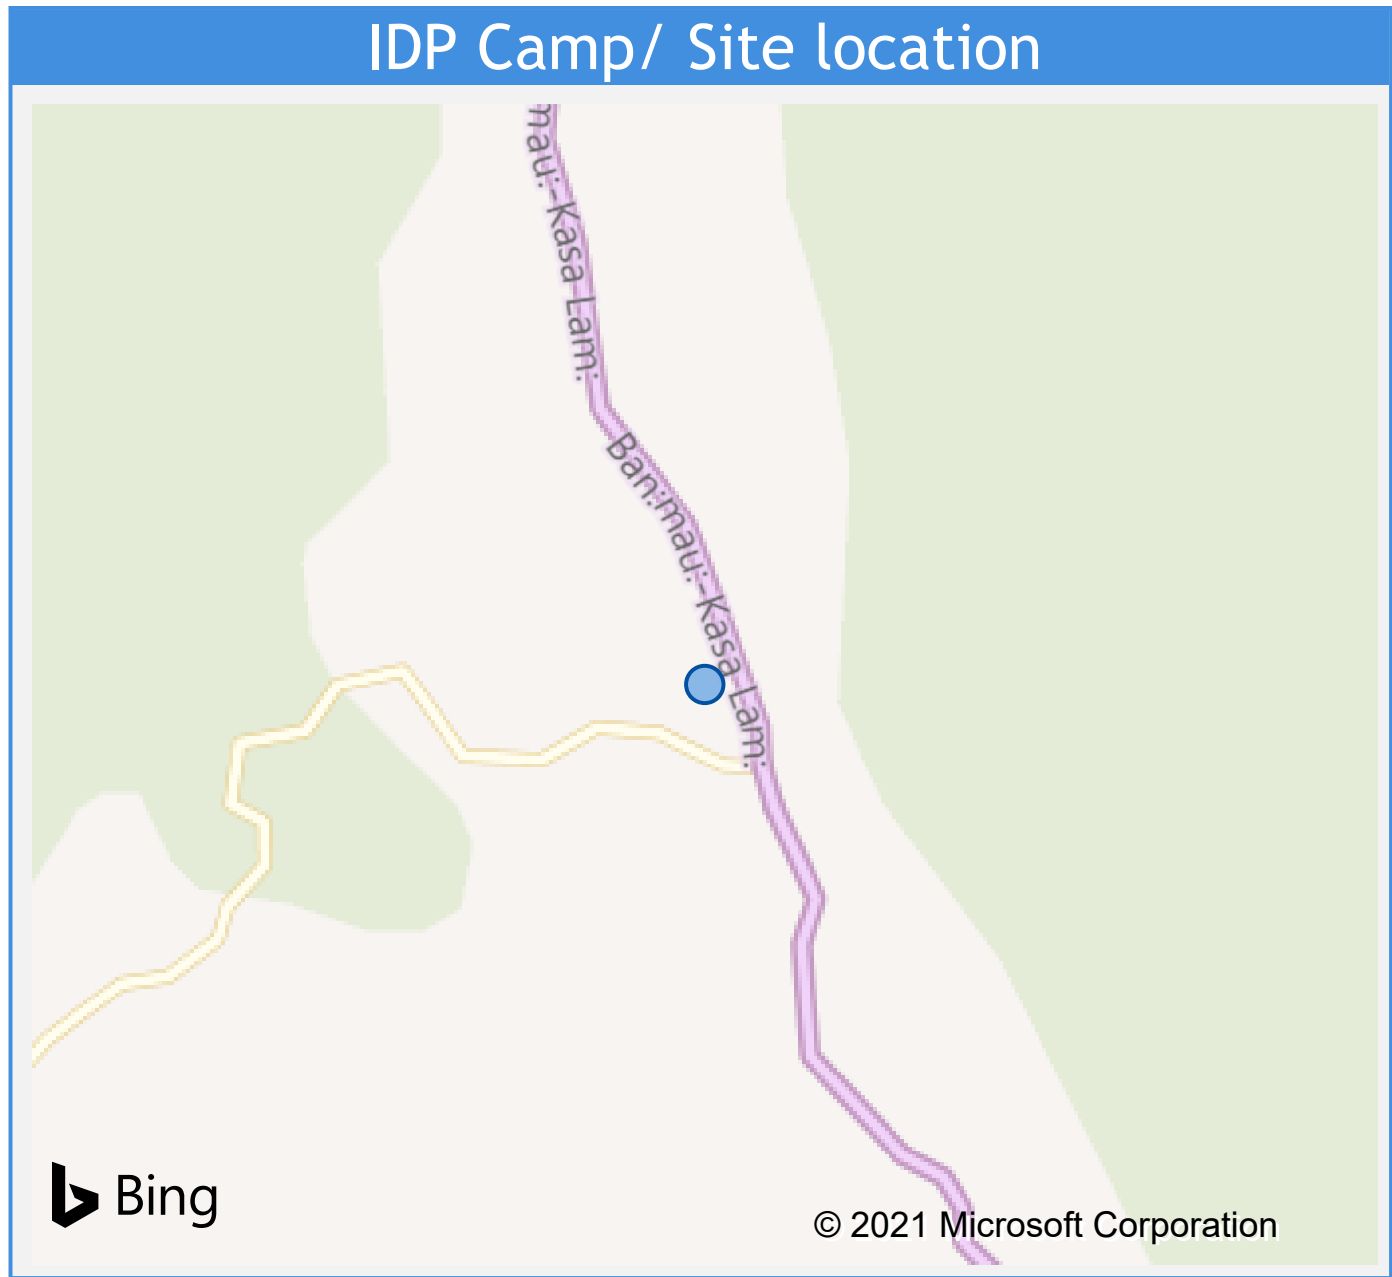 IDP Camp/ Site location
mau:-Kasa Lam:
Ban:mau:-Kasa Lam:
Bing
© 2021 Microsoft Corporation